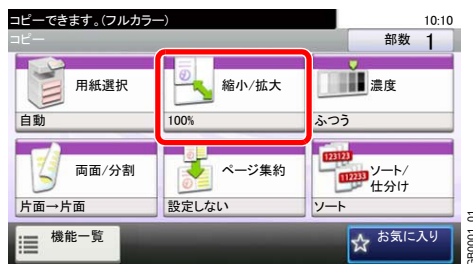 コピーできます。(フルカラー)
10:10
コピー
部数 1
用紙選択
自動
縮小/拡大
100%
濃度
ふつう
両面/分割
片面→片面
ページ集約
設定しない
123123
112233
ソート/
仕分け
ソート
機能一覧
お気に入り